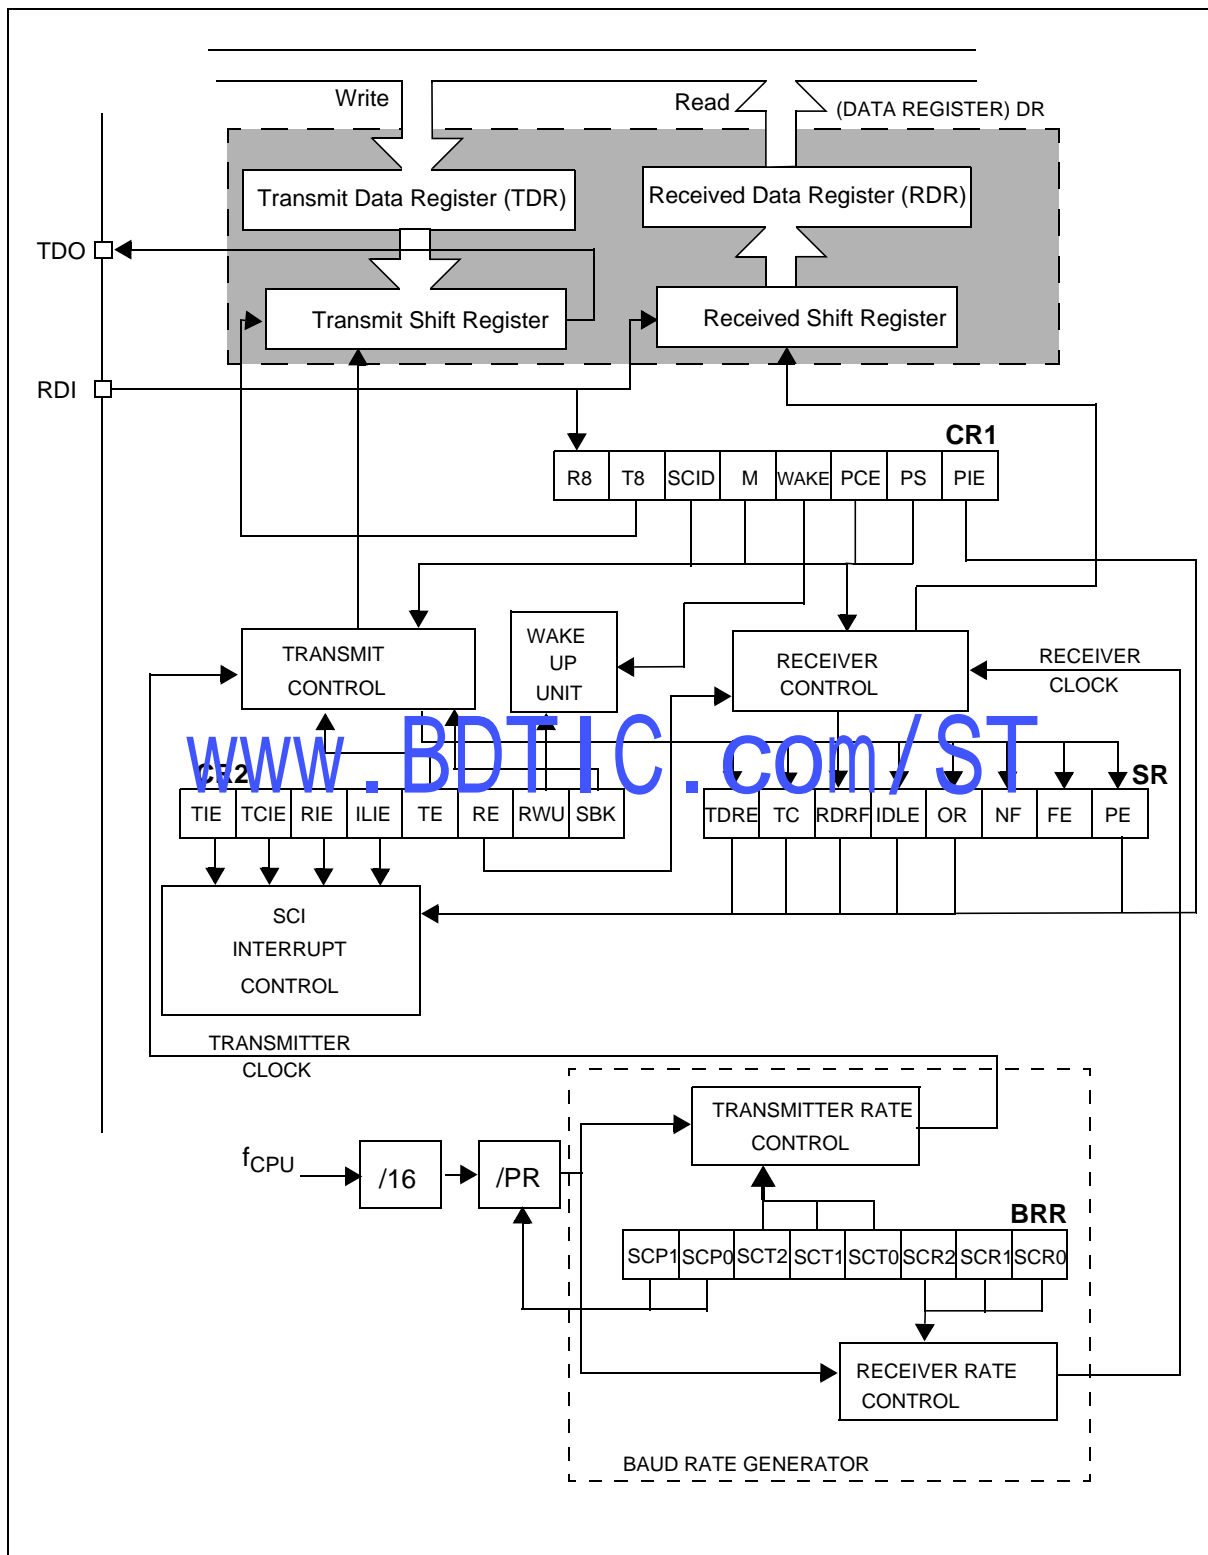 Write
Read
(DATA REGISTER) DR
Transmit Data Register (TDR)
Received Data Register (RDR)
TDO
Transmit Shift Register
Received Shift Register
RDI
CR1
R8 T8 SCID M WAKE PCE PS PIE
TRANSMIT
CONTROL
WAKE
UP
UNIT
RECEIVER
CONTROL
RECEIVER
CLOCK
www.BDTIC.com/ST
CR2
SR
TIE TCIE RIE ILIE TE RE RWU SBK
TDRE TC RDRF IDLE OR NF FE PE
SCI
INTERRUPT
CONTROL
TRANSMITTER
CLOCK
TRANSMITTER RATE
CONTROL
fCPU
/16
/PR
BRR
SCP1 SCP0 SCT2 SCT1 SCT0 SCR2 SCR1 SCR0
RECEIVER RATE
CONTROL
BAUD RATE GENERATOR